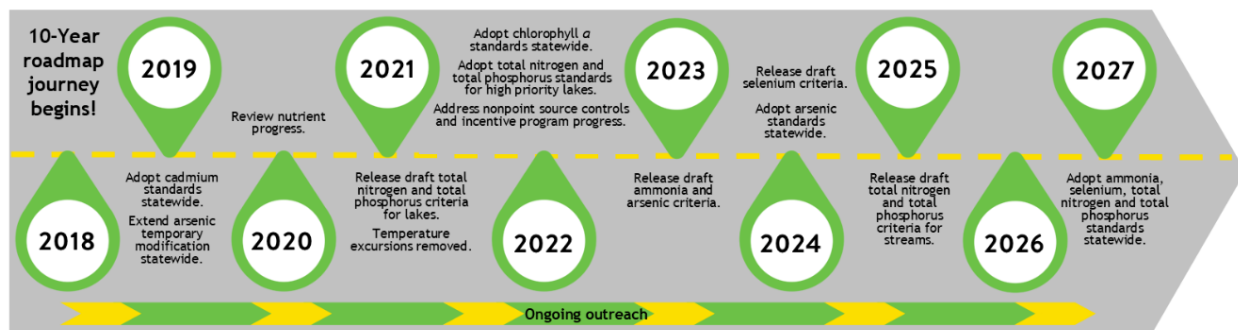 10-Year
roadmap
journey
begins!
2018
2019
Adopt cadmium
standards
statewide.
Extend arsenic
temporary
modification
statewide.
2020
Review nutrient
progress.
2021
Release draft total
nitrogen and total
phosphorus criteria
for lakes.
Temperature
excursions removed.
2022
Adopt chlorophyll a
standards statewide.
Adopt total nitrogen and
total phosphorus standards
for high priority lakes.
Address nonpoint source controls
and incentive program progress.
2023
Release draft
ammonia and
arsenic criteria.
2024
Release draft
selenium criteria.
Adopt arsenic
standards
statewide.
2025
Release draft
total nitrogen
and total
phosphorus
criteria for
streams.
2026
2027
Adopt ammonia,
selenium, total
nitrogen and total
phosphorus
standards
statewide.
Ongoing outreach